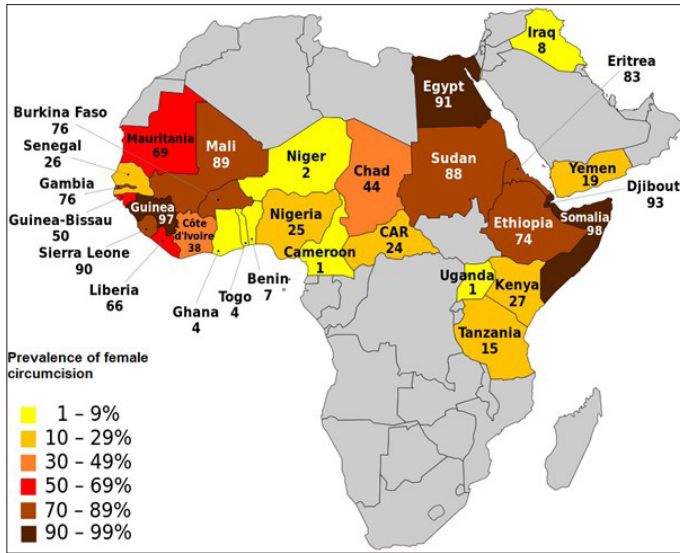 Iraq
8
Eritrea
83
Egypt
91
Burkina Faso
76
Senegal
26
Gambia
76
Guinea-Bissau
50
Sierra Leone
90
Liberia
66
Mauritania
69
Mali
89
Niger
2
Chad
44
Sudan
88
Yemen
19
Djibout
93
Guinea
97
Côte
d'Ivoire
38
Nigeria
25
CAR
24
Ethiopia
74
Somalia
98
Cameroon
1
Benin
7
Togo
4
Ghana
4
Uganda
1
Kenya
27
Tanzania
15
Prevalence of female
circumcision
1 – 9%
10 – 29%
30 – 49%
50 – 69%
70 – 89%
90 – 99%